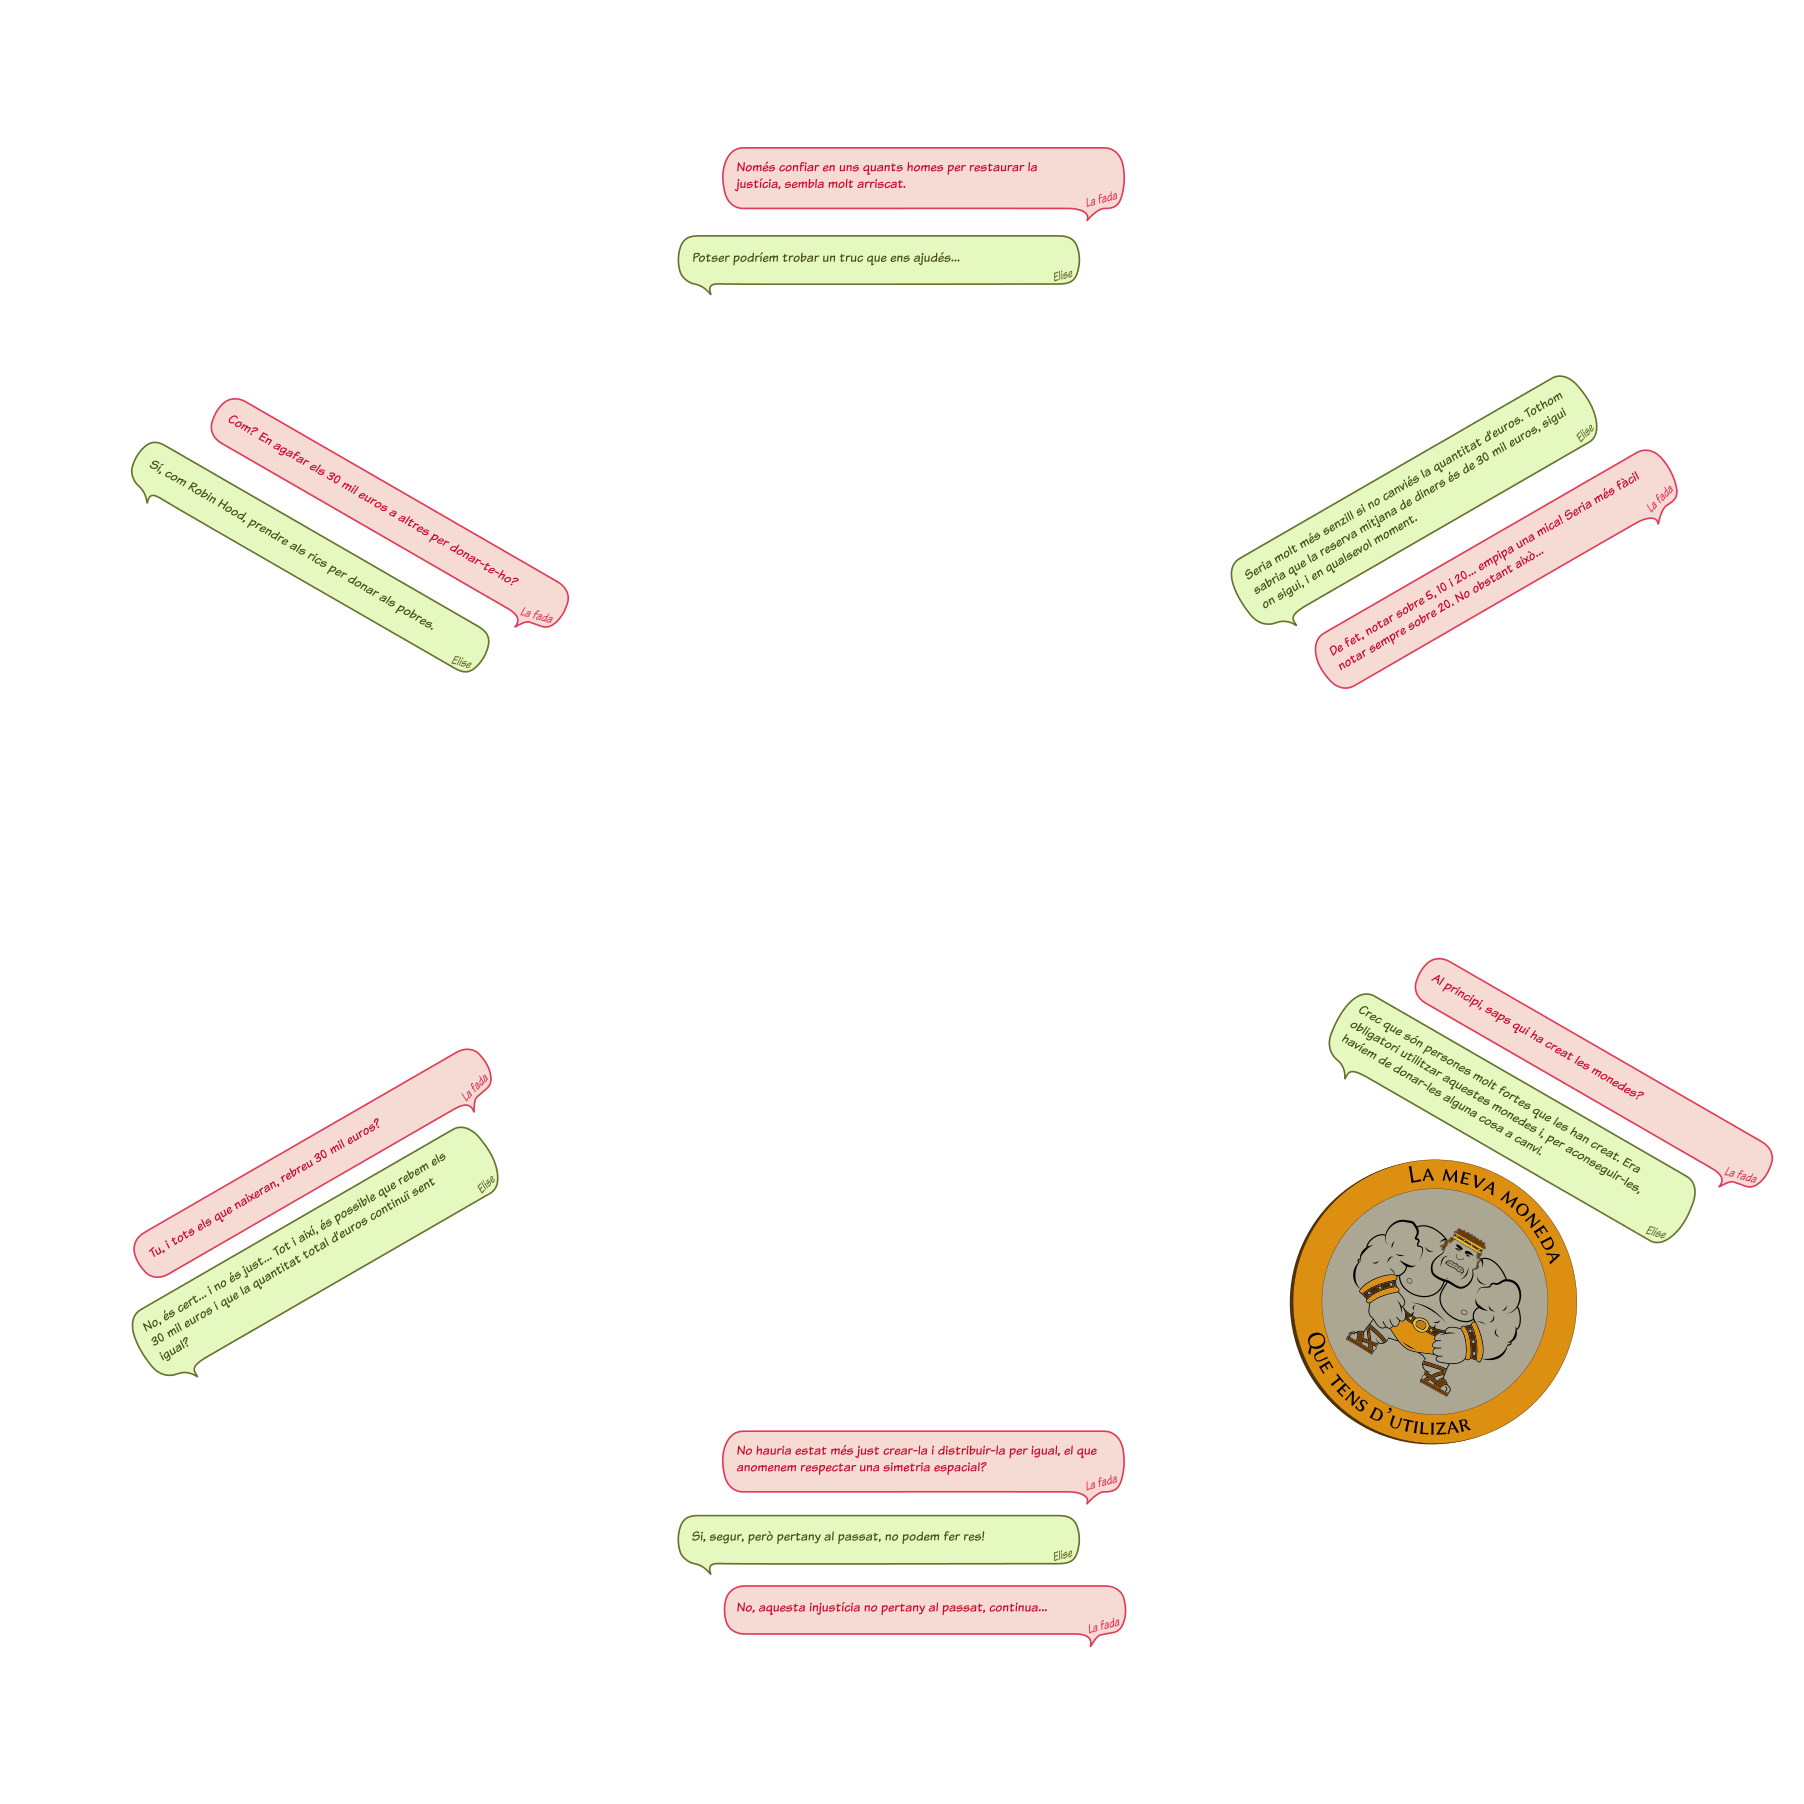 Només confiar en uns quants homes per restaurar la
justícia, sembla molt arriscat.
La fada
Potser podríem trobar un truc que ens ajudés...
Elise
Com? En agafar els 30 mil euros a altres per donar-te-ho?
La fada
Sí, com Robin Hood, prendre als rics per donar als pobres.
Elise
Seria molt més senzill si no canviés la quantitat d'euros. Tothom
sabria que la reserva mitjana de diners és de 30 mil euros, sigui
on sigui, i en qualsevol moment.
Elise
De fet, notar sobre 5, 10 i 20... empipa una mica! Seria més fàcil
notar sempre sobre 20. No obstant això...
La fada
Al principi, saps qui ha creat les monedes?
La fada
Crec que són persones molt fortes que les han creat. Era
obligatori utilitzar aquestes monedes i, per aconseguir-les,
havíem de donar-les alguna cosa a canvi.
Elise
LA MEVA MONEDA
QUE TENS D'UTILIZAR
Tu, i tots els que naixeran, rebreu 30 mil euros?
La fada
No, és cert... i no és just... Tot i així, és possible que rebem els
30 mil euros i que la quantitat total d'euros continuï sent
igual?
Elise
No hauria estat més just crear-la i distribuir-la per igual, el que
anomenem respectar una simetria espacial?
La fada
Si, segur, però pertany al passat, no podem fer res!
Elise
No, aquesta injustícia no pertany al passat, continua...
La fada